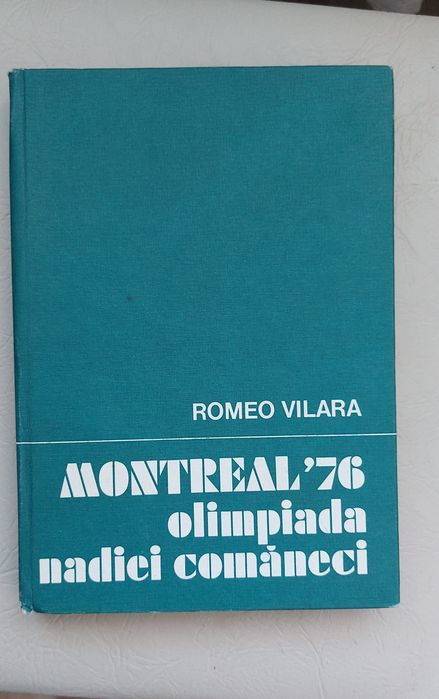 ROMEO VILARA
MONTREAL '76
olimpiada
nadiei comăneci